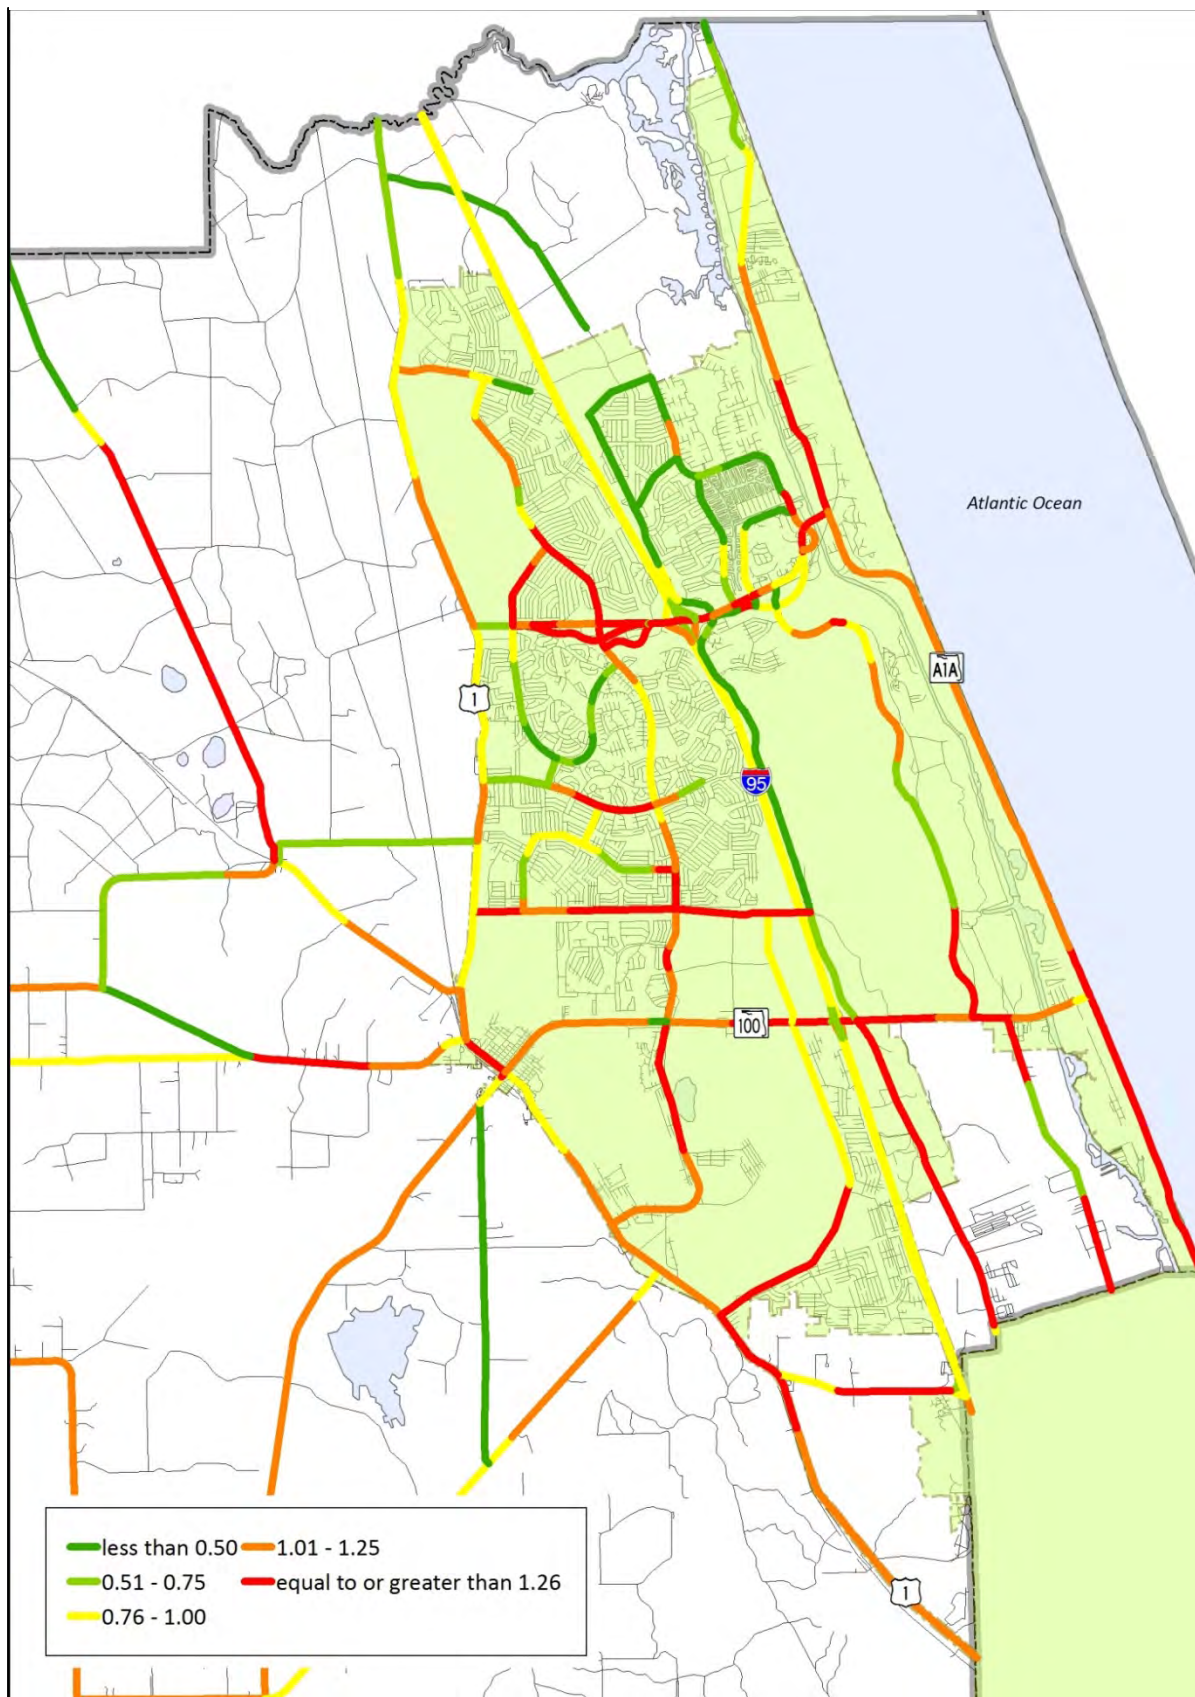 Atlantic Ocean
A1A
1
95
100
less than 0.50
1.01 - 1.25
0.51 - 0.75
equal to or greater than 1.26
0.76 - 1.00
1